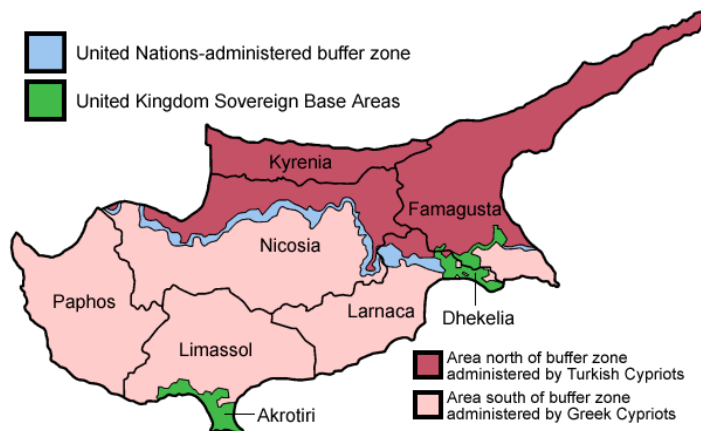 United Nations-administered buffer zone
United Kingdom Sovereign Base Areas
Kyrenia
Famagusta
Nicosia
Paphos
Larnaca
Dhekelia
Limassol
Akrotiri
Area north of buffer zone
administered by Turkish Cypriots
Area south of buffer zone
administered by Greek Cypriots